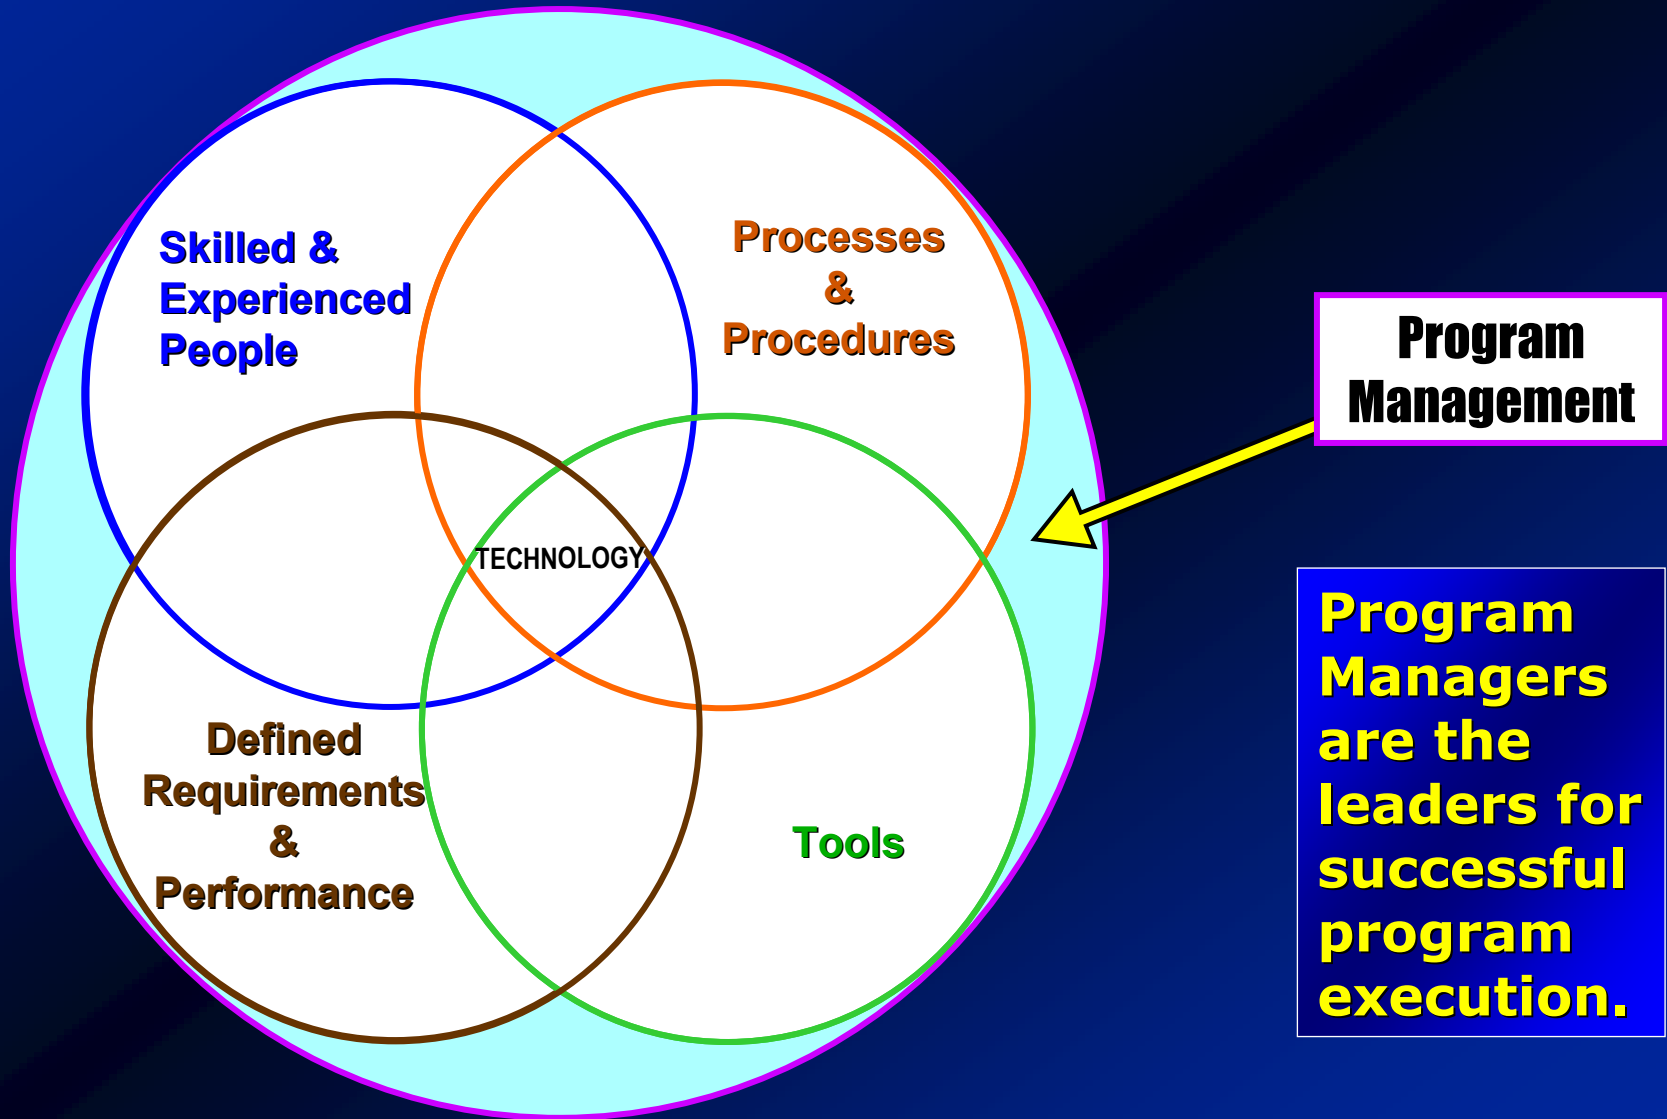 Skilled &
Experienced
People
Processes
&
Procedures
TECHNOLOGY
Defined
Requirements
&
Performance
Tools
Program
Management
Program
Managers
are the
leaders for
successful
program
execution.